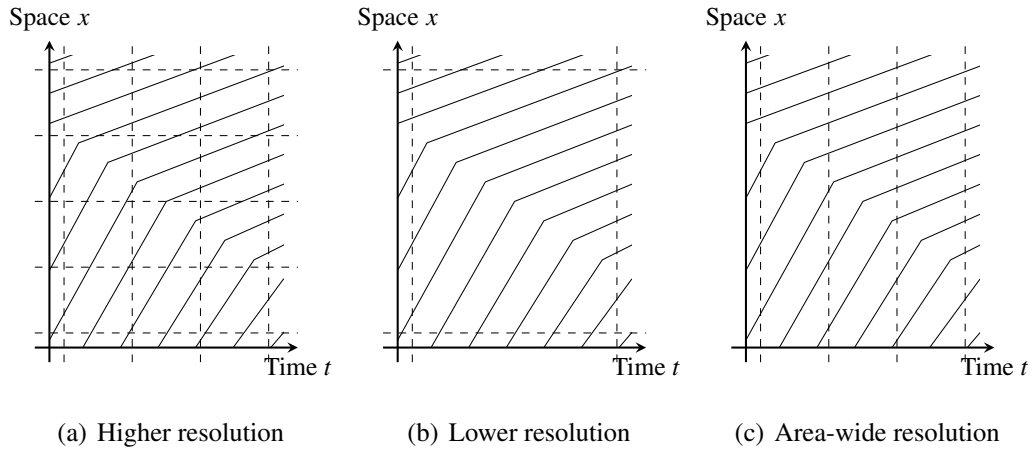 Space x
Time t
(a) Higher resolution
Space x
Time t
(b) Lower resolution
Space x
Time t
(c) Area-wide resolution